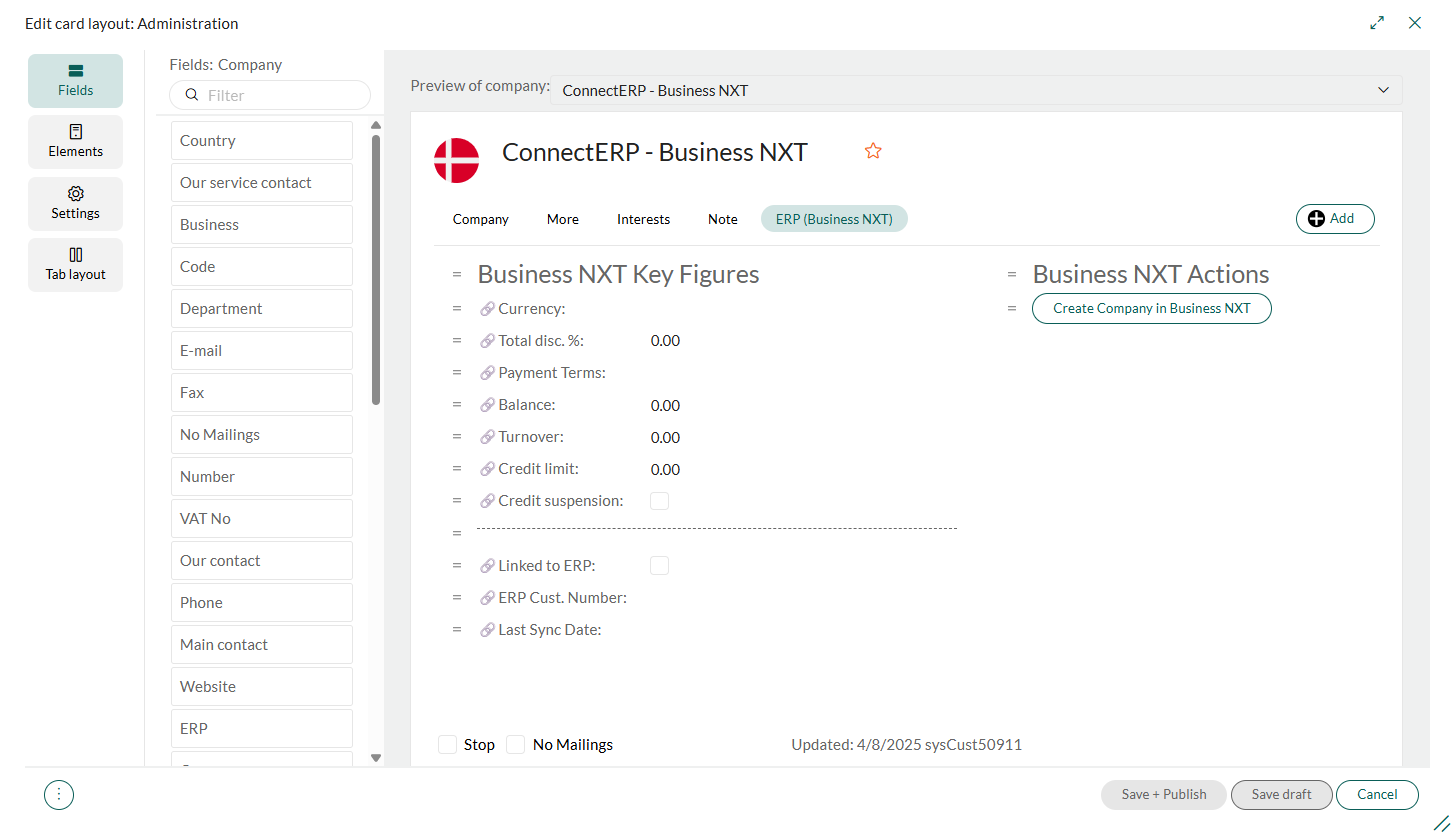 Edit card layout: Administration
Fields
Elements
Settings
Tab layout
Fields: Company
Filter
Country
Our service contact
Business
Code
Department
E-mail
Fax
No Mailings
Number
VAT No
Our contact
Phone
Main contact
Website
ERP
Preview of company: ConnectERP - Business NXT
ConnectERP - Business NXT
Company More Interests Note ERP (Business NXT) Add
= Business NXT Key Figures
= Currency:
= Total disc. %: 0.00
= Payment Terms:
= Balance: 0.00
= Turnover: 0.00
= Credit limit: 0.00
= Credit suspension:
=
= Linked to ERP:
= ERP Cust. Number:
= Last Sync Date:
= Business NXT Actions
= Create Company in Business NXT
Stop No Mailings Updated: 4/8/2025 sysCust50911
Save + Publish Save draft Cancel